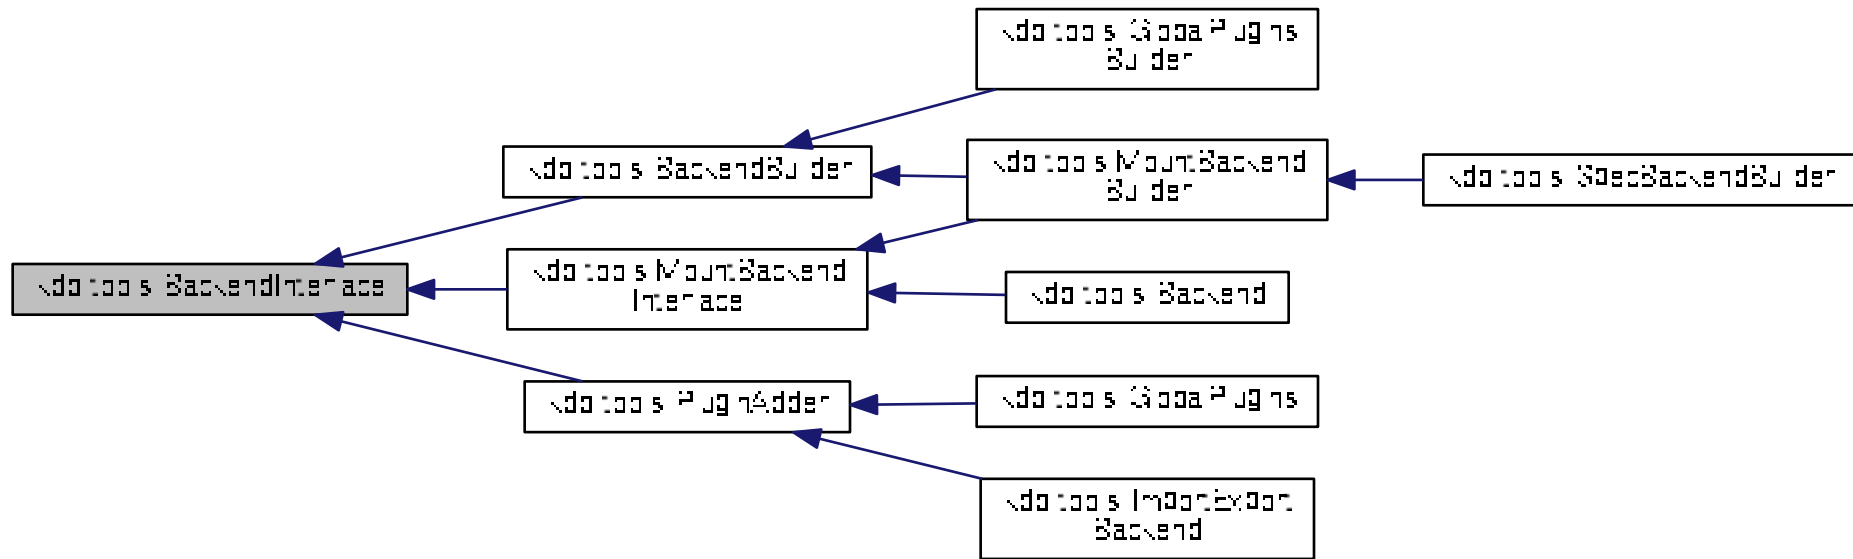 kdb::tools::BackendInterface
kdb::tools::BackendBuilder
kdb::tools::MountBackend
Interface
kdb::tools::PluginAdder
kdb::tools::GlobalPlugins
Builder
kdb::tools::MountBackend
Builder
kdb::tools::Backend
kdb::tools::GlobalPlugins
kdb::tools::ImportExport
Backend
kdb::tools::SpecBackendBuilder